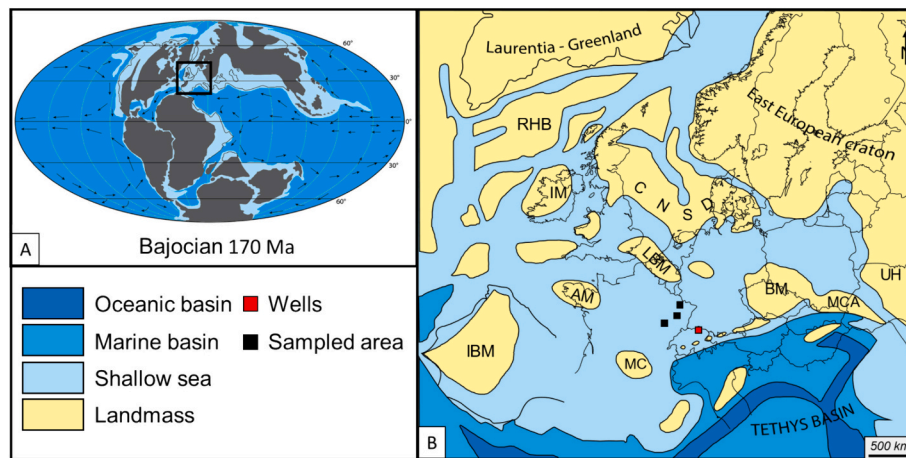 60°
30°
0°
30°
60°
A
Bajocian 170 Ma
Oceanic basin
Marine basin
Shallow sea
Landmass
Wells
Sampled area
Laurentia - Greenland
N
East European craton
RHB
IM
C
N
S
D
LBM
AM
BM
UH
MCA
IBM
MC
TETHYS BASIN
B
500 km